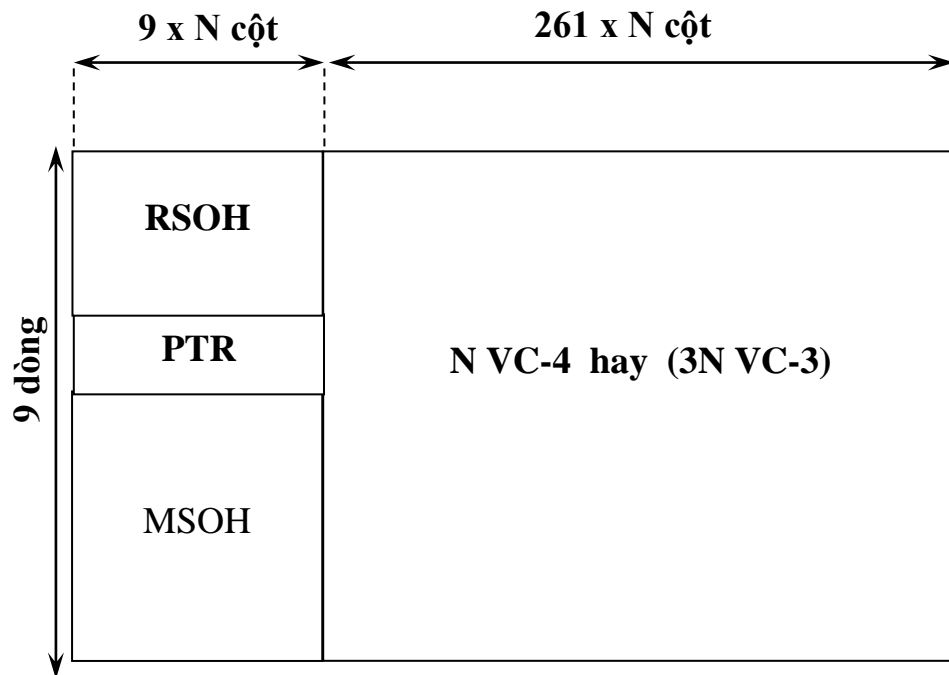 9 x N cột
261 x N cột
9 dòng
RSOH
PTR
MSOH
N VC-4 hay (3N VC-3)